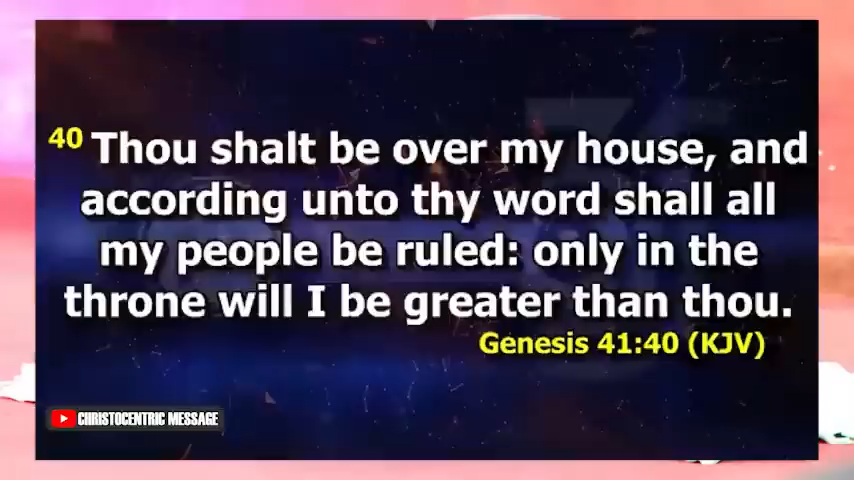 40 Thou shalt be over my house, and
according unto thy word shall all
my people be ruled: only in the
throne will I be greater than thou.
Genesis 41:40 (KJV)
CHRISTOCENTRIC MESSAGE